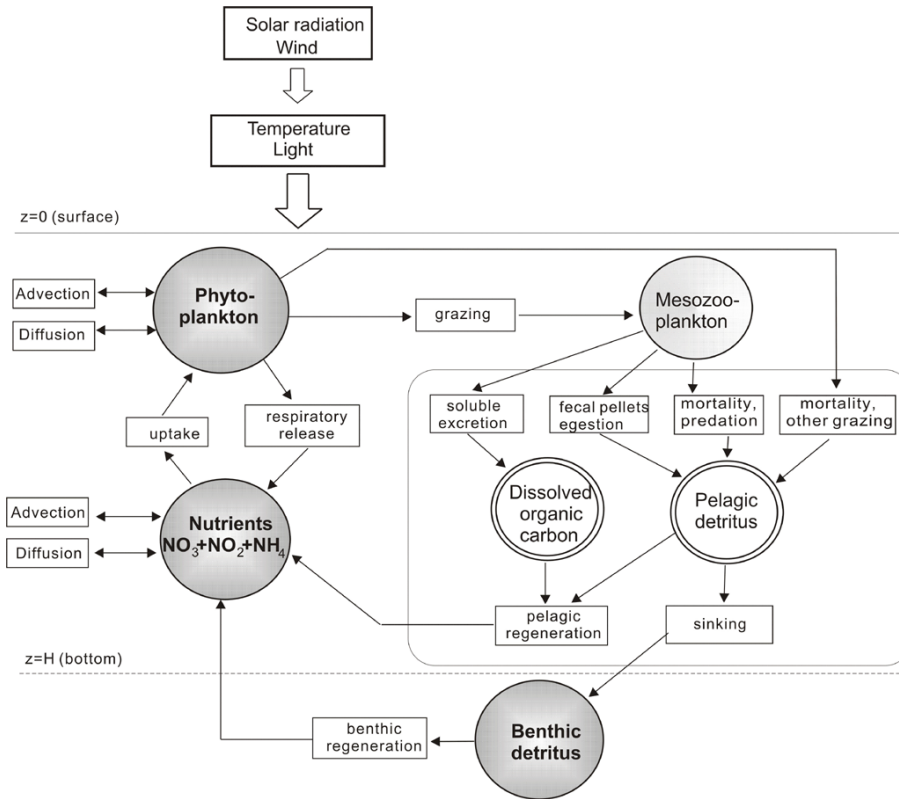 Solar radiation
Wind
Temperature
Light
z=0 (surface)
Advection
Diffusion
Phyto-
plankton
grazing
Mesozoo-
plankton
uptake
respiratory
release
soluble
excretion
fecal pellets
egestion
mortality,
predation
mortality,
other grazing
Advection
Diffusion
Nutrients
NO₃+NO₂+NH₄
Dissolved
organic
carbon
Pelagic
detritus
pelagic
regeneration
sinking
z=H (bottom)
benthic
regeneration
Benthic
detritus